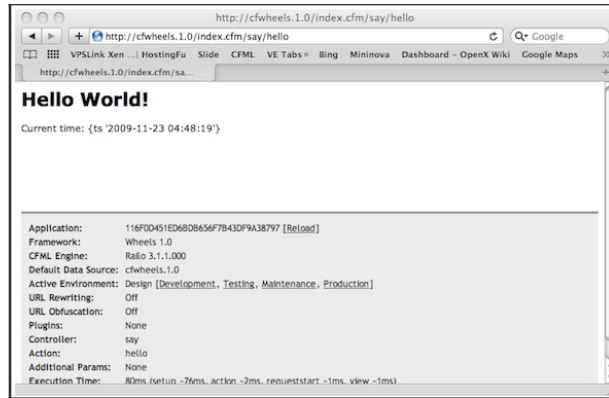 http://cfwheels.1.0/index.cfm/say/hello
http://cfwheels.1.0/index.cfm/say/hello
Google
VPSLink Xen ...| HostingFu Slide CFML VE Tabs Bing Mininova Dashboard – OpenX Wiki Google Maps
http://cfwheels.1.0/index.cfm/sa...
Hello World!
Current time: {ts '2009-11-23 04:48:19'}
Application: 116F0D451ED6BDB656F7B43DF9A38797 [Reload]
Framework: Wheels 1.0
CFML Engine: Railo 3.1.1.000
Default Data Source: cfwheels.1.0
Active Environment: Design [Development, Testing, Maintenance, Production]
URL Rewriting: Off
URL Obfuscation: Off
Plugins: None
Controller: say
Action: hello
Additional Params: None
Execution Time: 80ms (setup ~76ms, action ~2ms, requeststart ~1ms, view ~1ms)